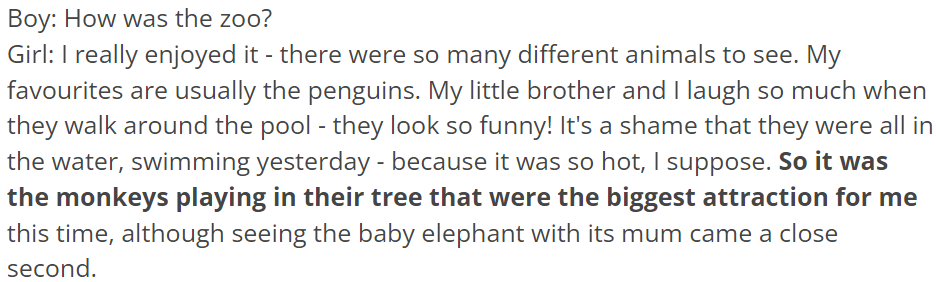 Boy: How was the zoo?
Girl: I really enjoyed it - there were so many different animals to see. My
favourites are usually the penguins. My little brother and I laugh so much when
they walk around the pool - they look so funny! It's a shame that they were all in
the water, swimming yesterday - because it was so hot, I suppose. So it was
the monkeys playing in their tree that were the biggest attraction for me
this time, although seeing the baby elephant with its mum came a close
second.